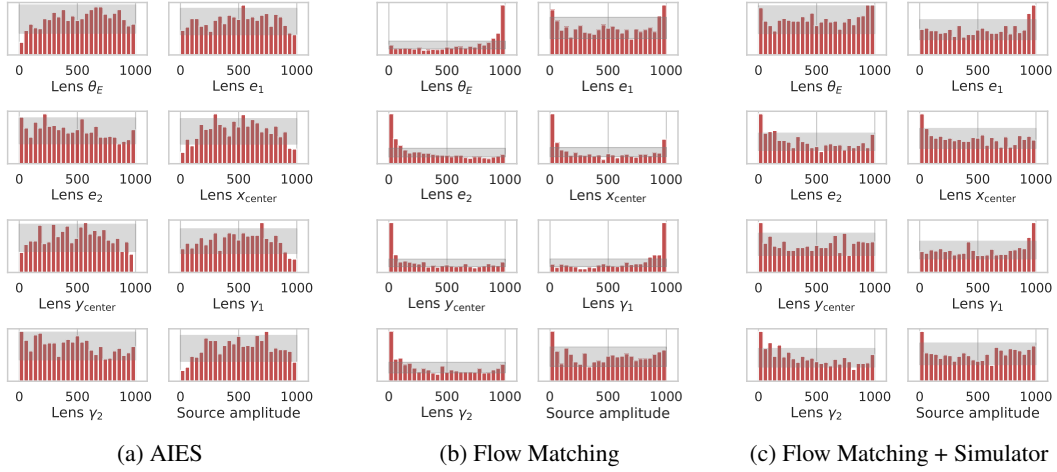 0 500 1000 0 500 1000 0 500 1000 0 500 1000 0 500 1000 0 500 1000
Lens θ_E Lens e_1 Lens θ_E Lens e_1 Lens θ_E Lens e_1
0 500 1000 0 500 1000 0 500 1000 0 500 1000 0 500 1000 0 500 1000
Lens e_2 Lens x_center Lens e_2 Lens x_center Lens e_2 Lens x_center
0 500 1000 0 500 1000 0 500 1000 0 500 1000 0 500 1000 0 500 1000
Lens y_center Lens γ_1 Lens y_center Lens γ_1 Lens y_center Lens γ_1
0 500 1000 0 500 1000 0 500 1000 0 500 1000 0 500 1000 0 500 1000
Lens γ_2 Source amplitude Lens γ_2 Source amplitude Lens γ_2 Source amplitude
(a) AIES (b) Flow Matching (c) Flow Matching + Simulator